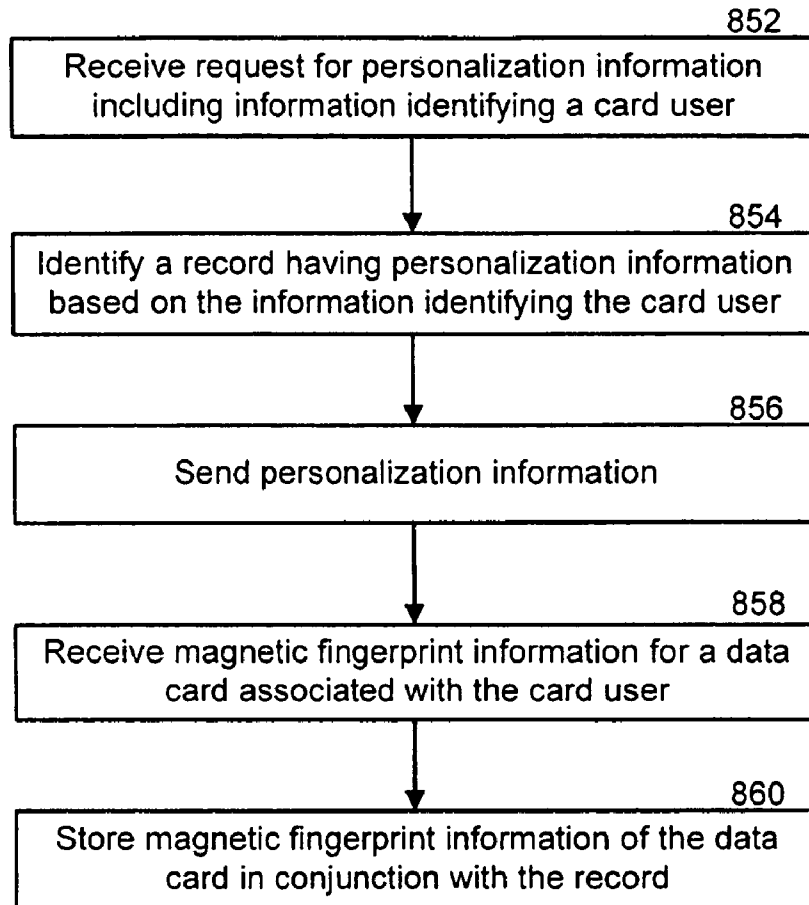 852
Receive request for personalization information
including information identifying a card user
854
Identify a record having personalization information
based on the information identifying the card user
856
Send personalization information
858
Receive magnetic fingerprint information for a data
card associated with the card user
860
Store magnetic fingerprint information of the data
card in conjunction with the record